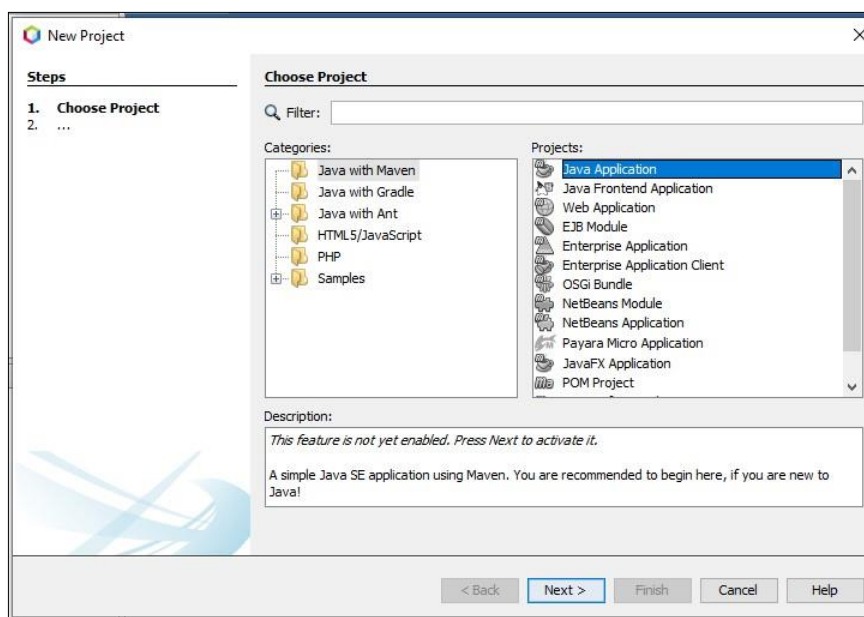 New Project
Steps
1. Choose Project
2. ...
Choose Project
Filter:
Categories:
Java with Maven
Java with Gradle
Java with Ant
HTML5/JavaScript
PHP
Samples
Projects:
Java Application
Java Frontend Application
Web Application
EJB Module
Enterprise Application
Enterprise Application Client
OSGi Bundle
NetBeans Module
NetBeans Application
Payara Micro Application
JavaFX Application
POM Project
Description:
This feature is not yet enabled. Press Next to activate it.
A simple Java SE application using Maven. You are recommended to begin here, if you are new to
Java!
< Back
Next >
Finish
Cancel
Help